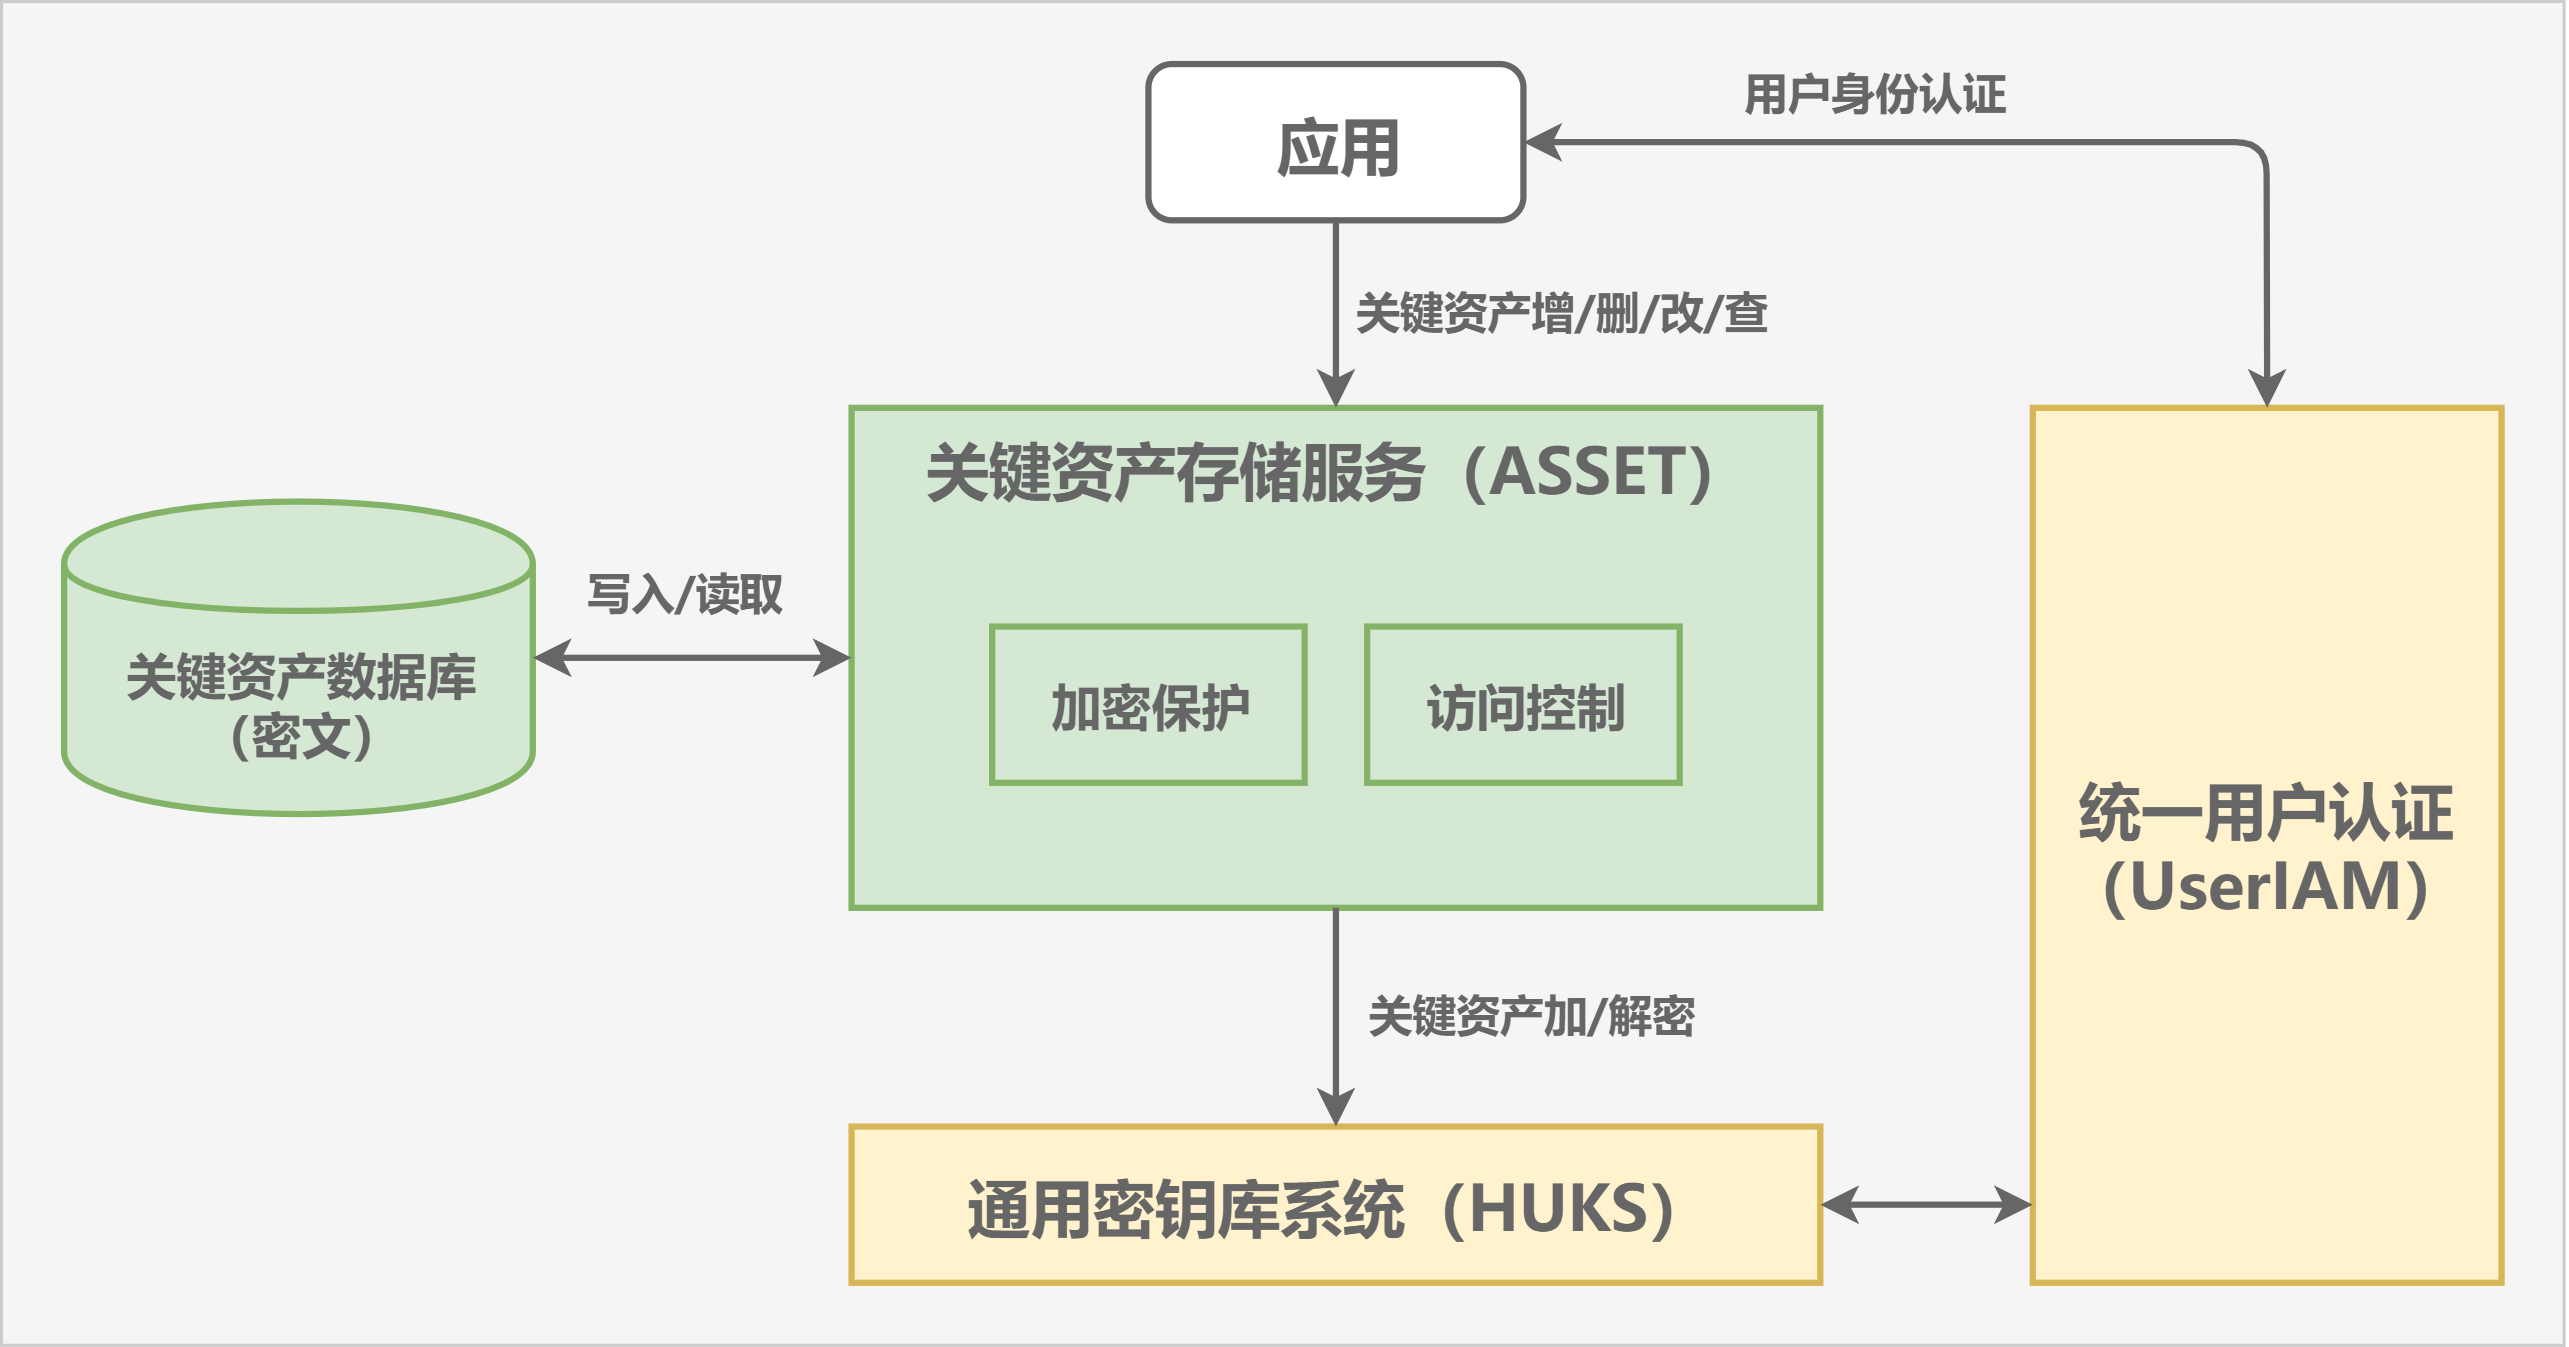 应用
用户身份认证
关键资产增/删/改/查
关键资产存储服务（ASSET）
写入/读取
关键资产数据库
（密文）
加密保护
访问控制
统一用户认证
（UserIAM）
关键资产加/解密
通用密钥库系统（HUKS）